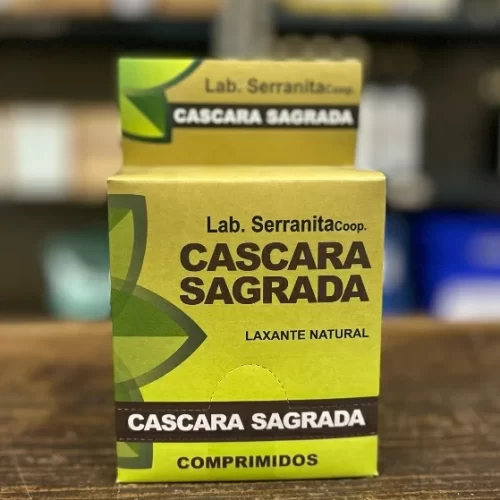 Lab. SerranitaCoop.
CASCARA SAGRADA
Lab. SerranitaCoop.
CASCARA
SAGRADA
LAXANTE NATURAL
CASCARA SAGRADA
COMPRIMIDOS